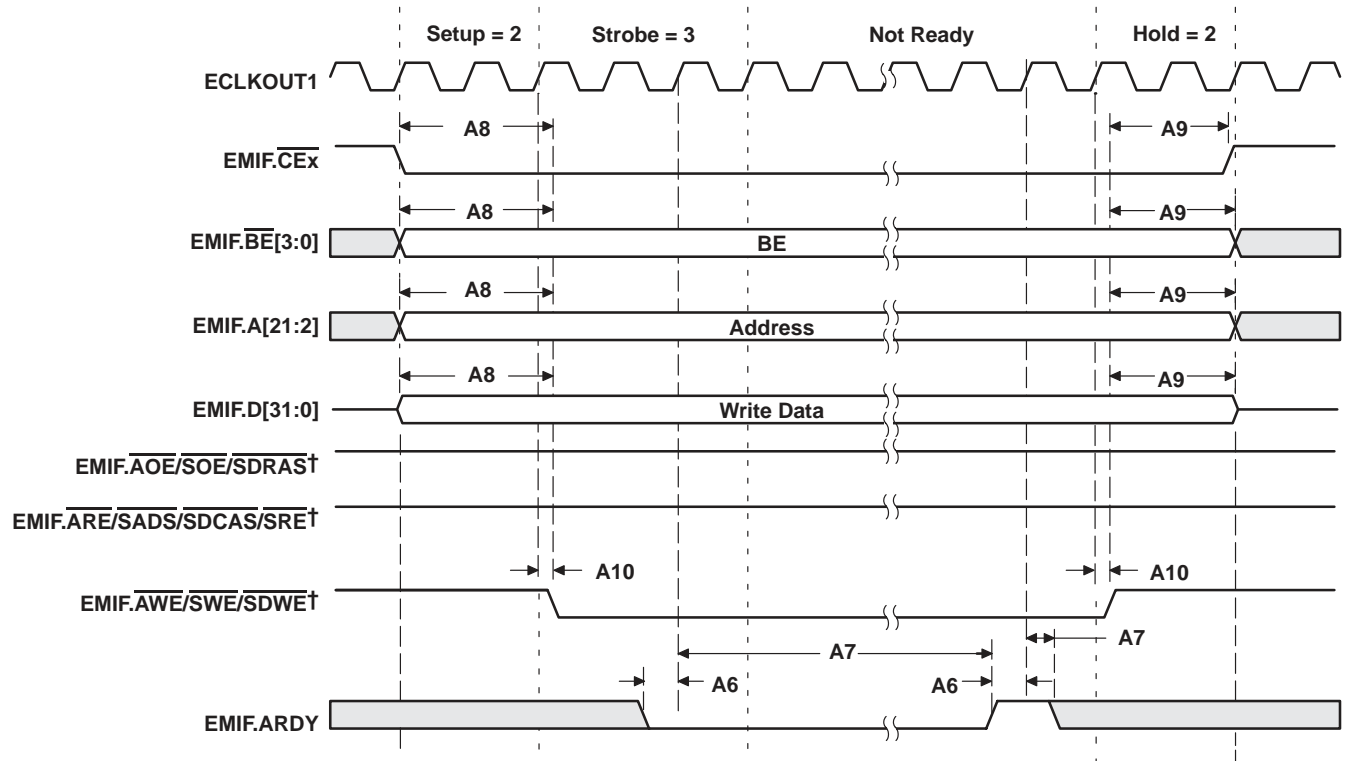 Setup = 2 Strobe = 3 Not Ready Hold = 2
ECLKOUT1
A8 A9
EMIF.CEx
A8 A9
EMIF.BE[3:0] BE
A8 A9
EMIF.A[21:2] Address
A8 A9
EMIF.D[31:0] Write Data
EMIF.AOE/SOE/SDRAS†
EMIF.ARE/SADS/SDCAS/SRE†
A10 A10
EMIF.AWE/SWE/SDWE†
A7 A7
A6 A6
EMIF.ARDY